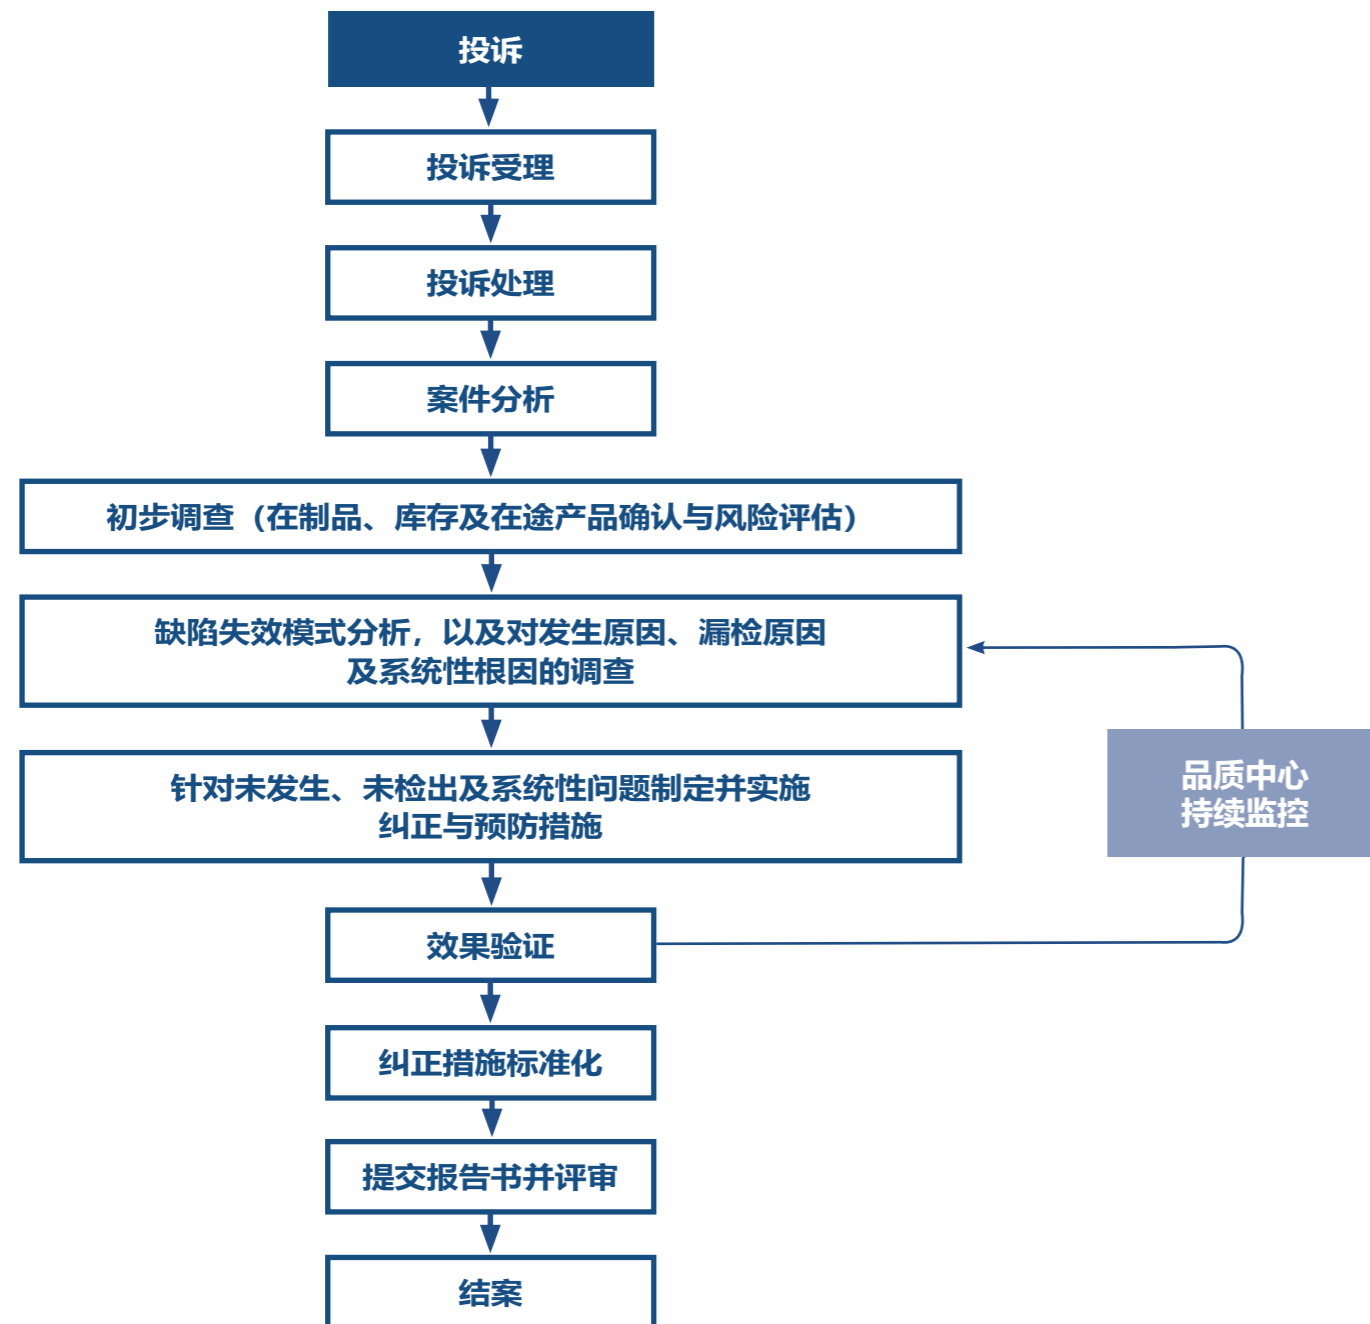 投诉
投诉受理
投诉处理
案件分析
初步调查（在制品、库存及在途产品确认与风险评估）
缺陷失效模式分析，以及对发生原因、漏检原因
及系统性根因的调查
针对未发生、未检出及系统性问题制定并实施
纠正与预防措施
品质中心
持续监控
效果验证
纠正措施标准化
提交报告书并评审
结案